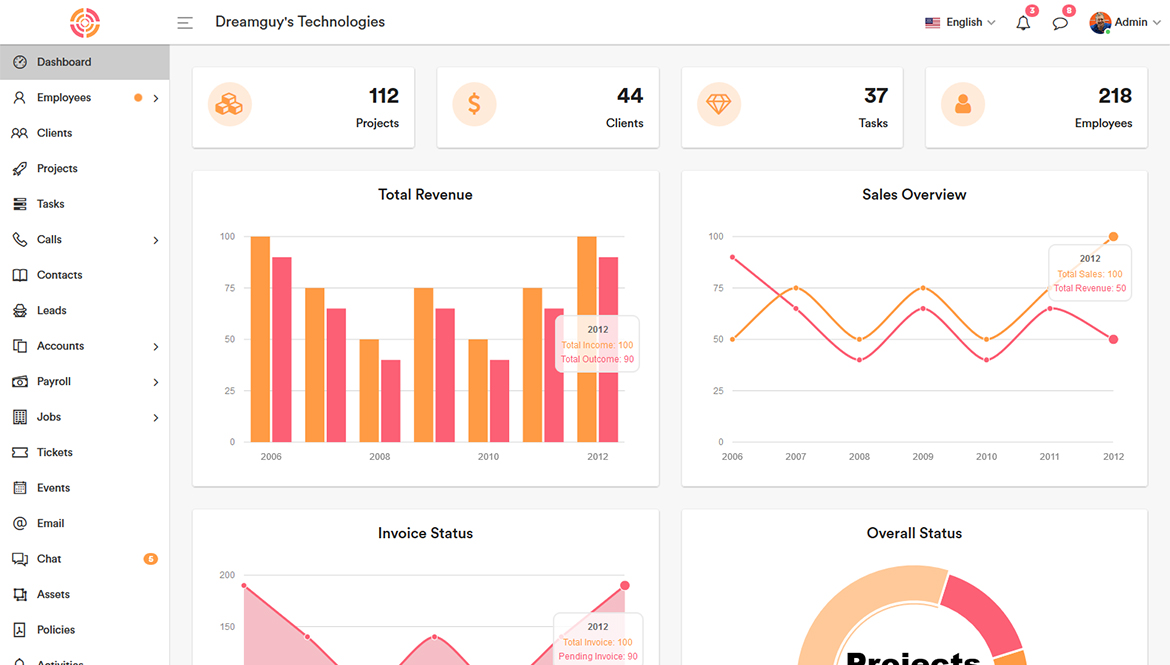 Dreamguy's Technologies
English
3
8
Admin
Dashboard
Employees
Clients
Projects
Tasks
Calls
Contacts
Leads
Accounts
Payroll
Jobs
Tickets
Events
Email
Chat
Assets
Policies
Activities
112
Projects
44
Clients
37
Tasks
218
Employees
Total Revenue
100
75
50
25
0
2006
2008
2010
2012
2012
Total Income: 100
Total Outcome: 90
Sales Overview
100
75
50
25
0
2006
2007
2008
2009
2010
2011
2012
2012
Total Sales: 100
Total Revenue: 50
Invoice Status
200
150
2012
Total Invoice: 100
Pending Invoice: 90
Overall Status
Projects